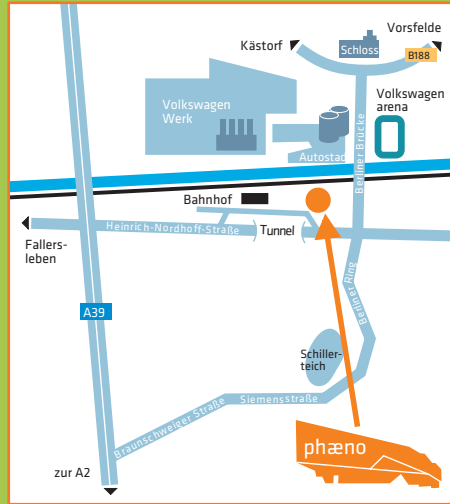 Vorsfelde
Kästorf
Schloss
B188
Volkswagen
arena
Volkswagen
Werk
Berliner Brücke
Autostad
Bahnhof
Heinrich-Nordhoff-Straße
Tunnel
Fallers-
leben
Berliner Ring
A39
Schiller-
teich
Siemensstraße
Braunschweiger Straße
phæno
zur A2